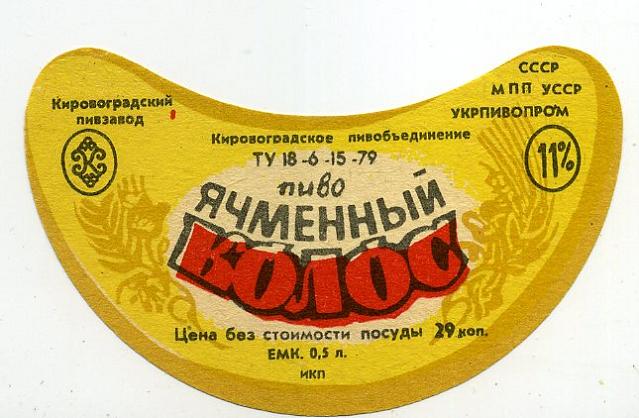 СССР
МПП УССР
УКРПИВОПРОМ
Кировоградский
пивзавод
Кировоградское пивобъединение
ТУ 18-6-15-79
11%
пиво
ЯЧМЕННЫЙ
КОЛОС
Цена без стоимости посуды 29 коп.
ЕМК. 0,5 л.
ИКП